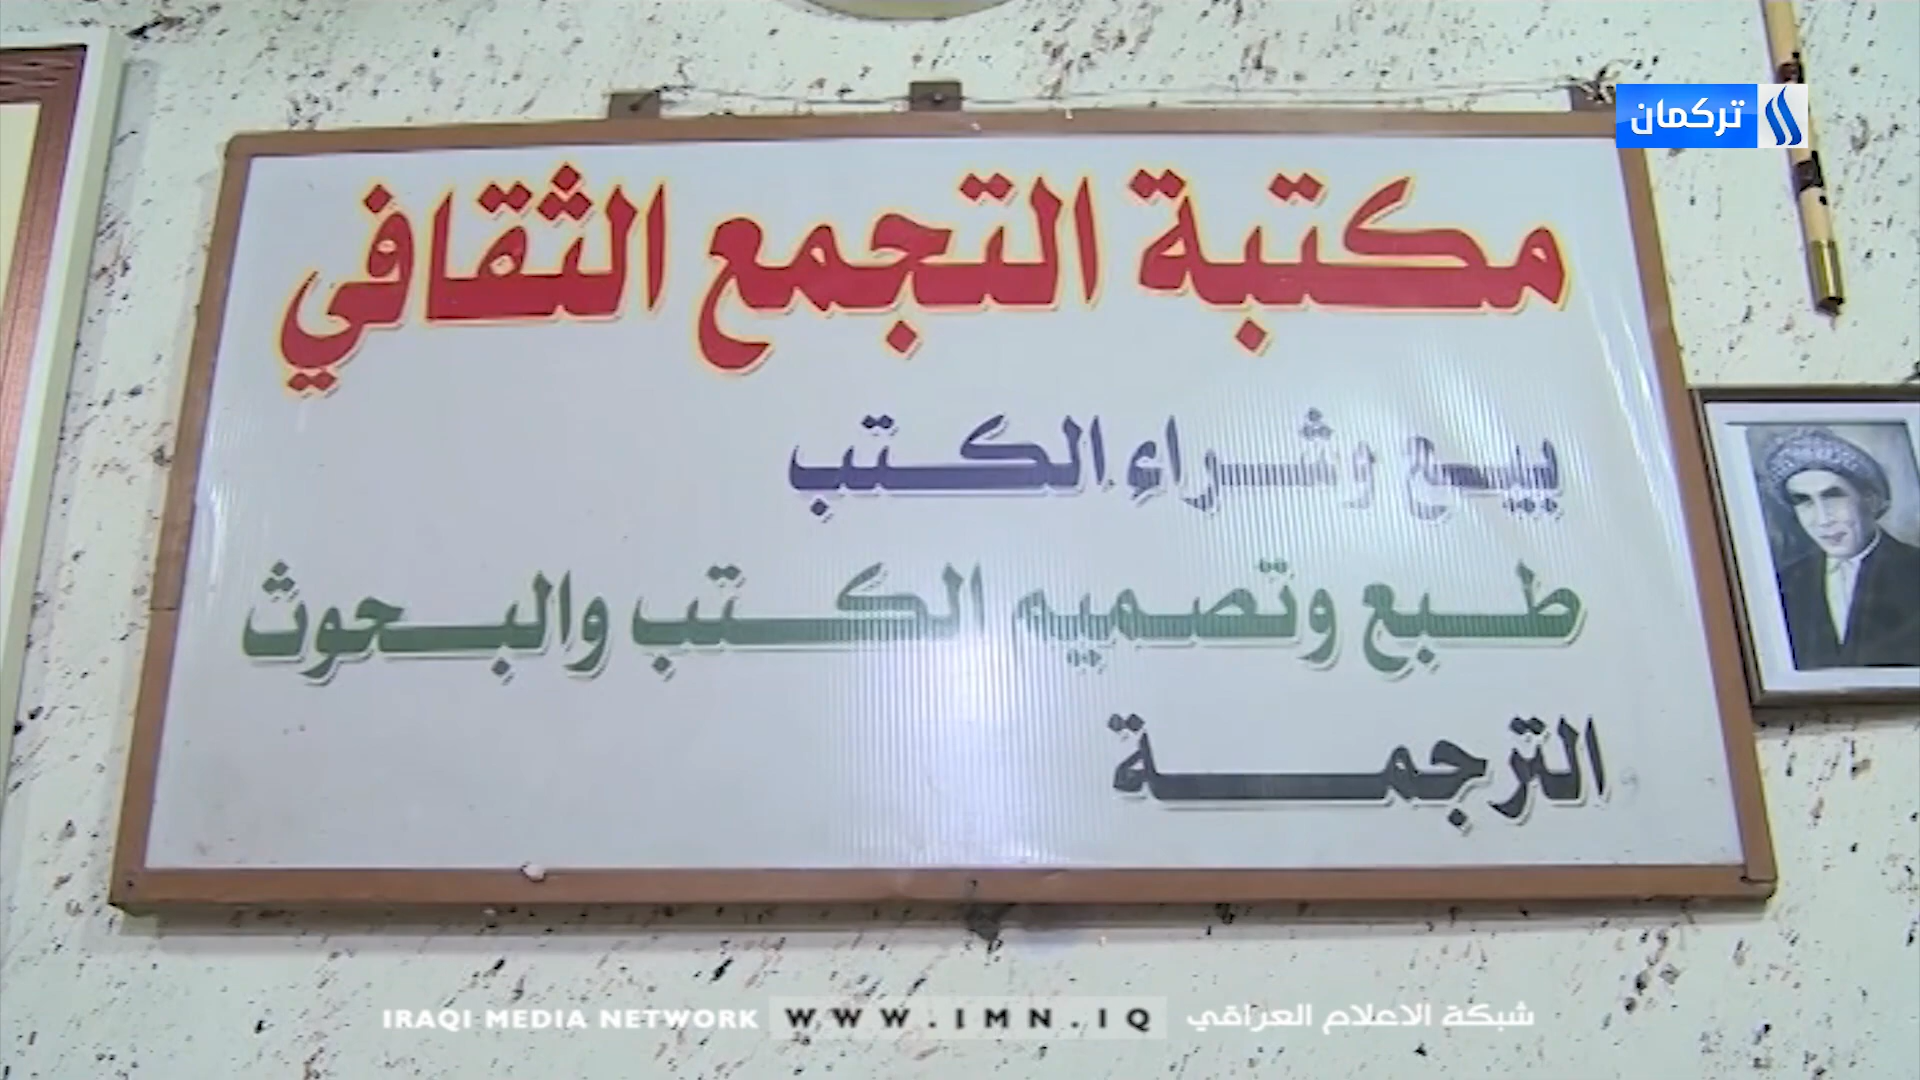 تركمان
مكتبة التجمع الثقافي
بيع وشراء الكتب
طبع وتصميم الكتب والبحوث
الترجمة
IRAQI MEDIA NETWORK WWW.IMN.IQ شبكة الاعلام العراقي